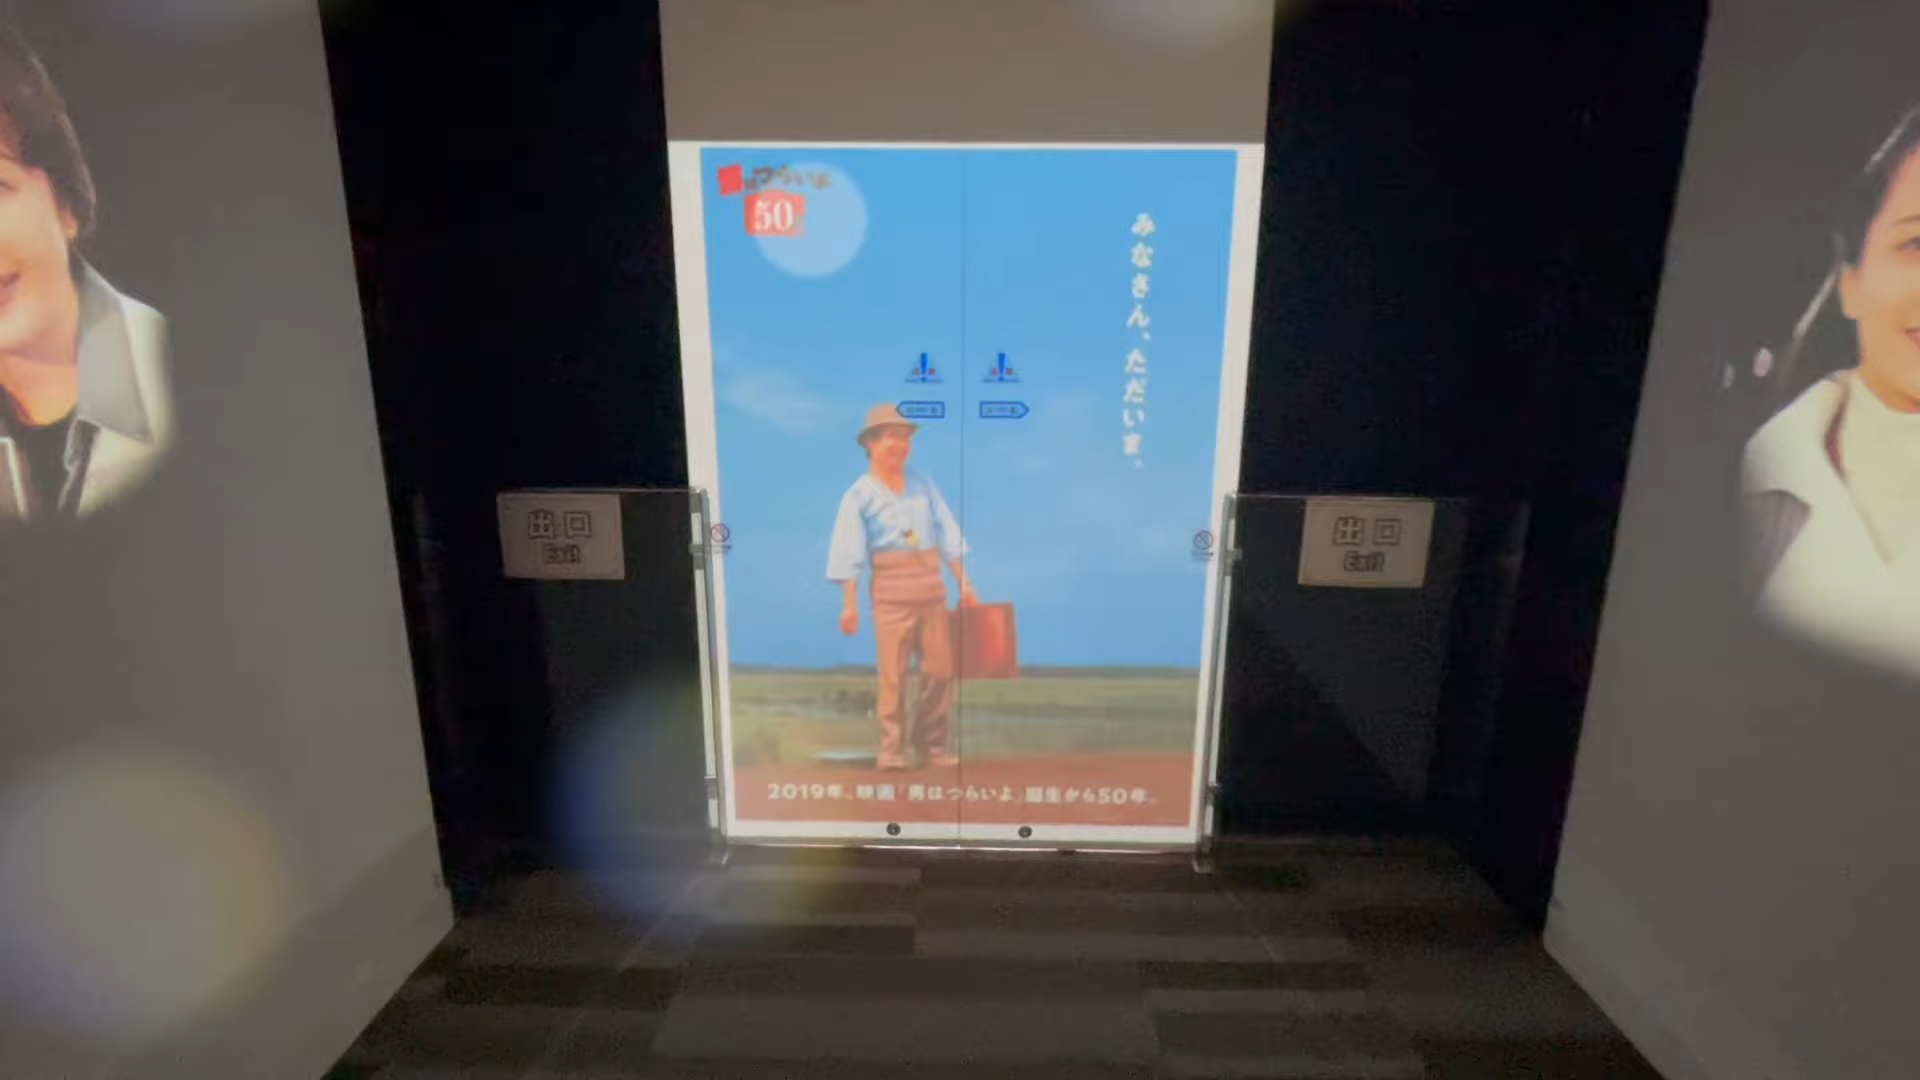 男はつらいよ
50
みなさん、ただいま。
出口
Exit
出口
Exit
2019年、映画「男はつらいよ」誕生から50年。